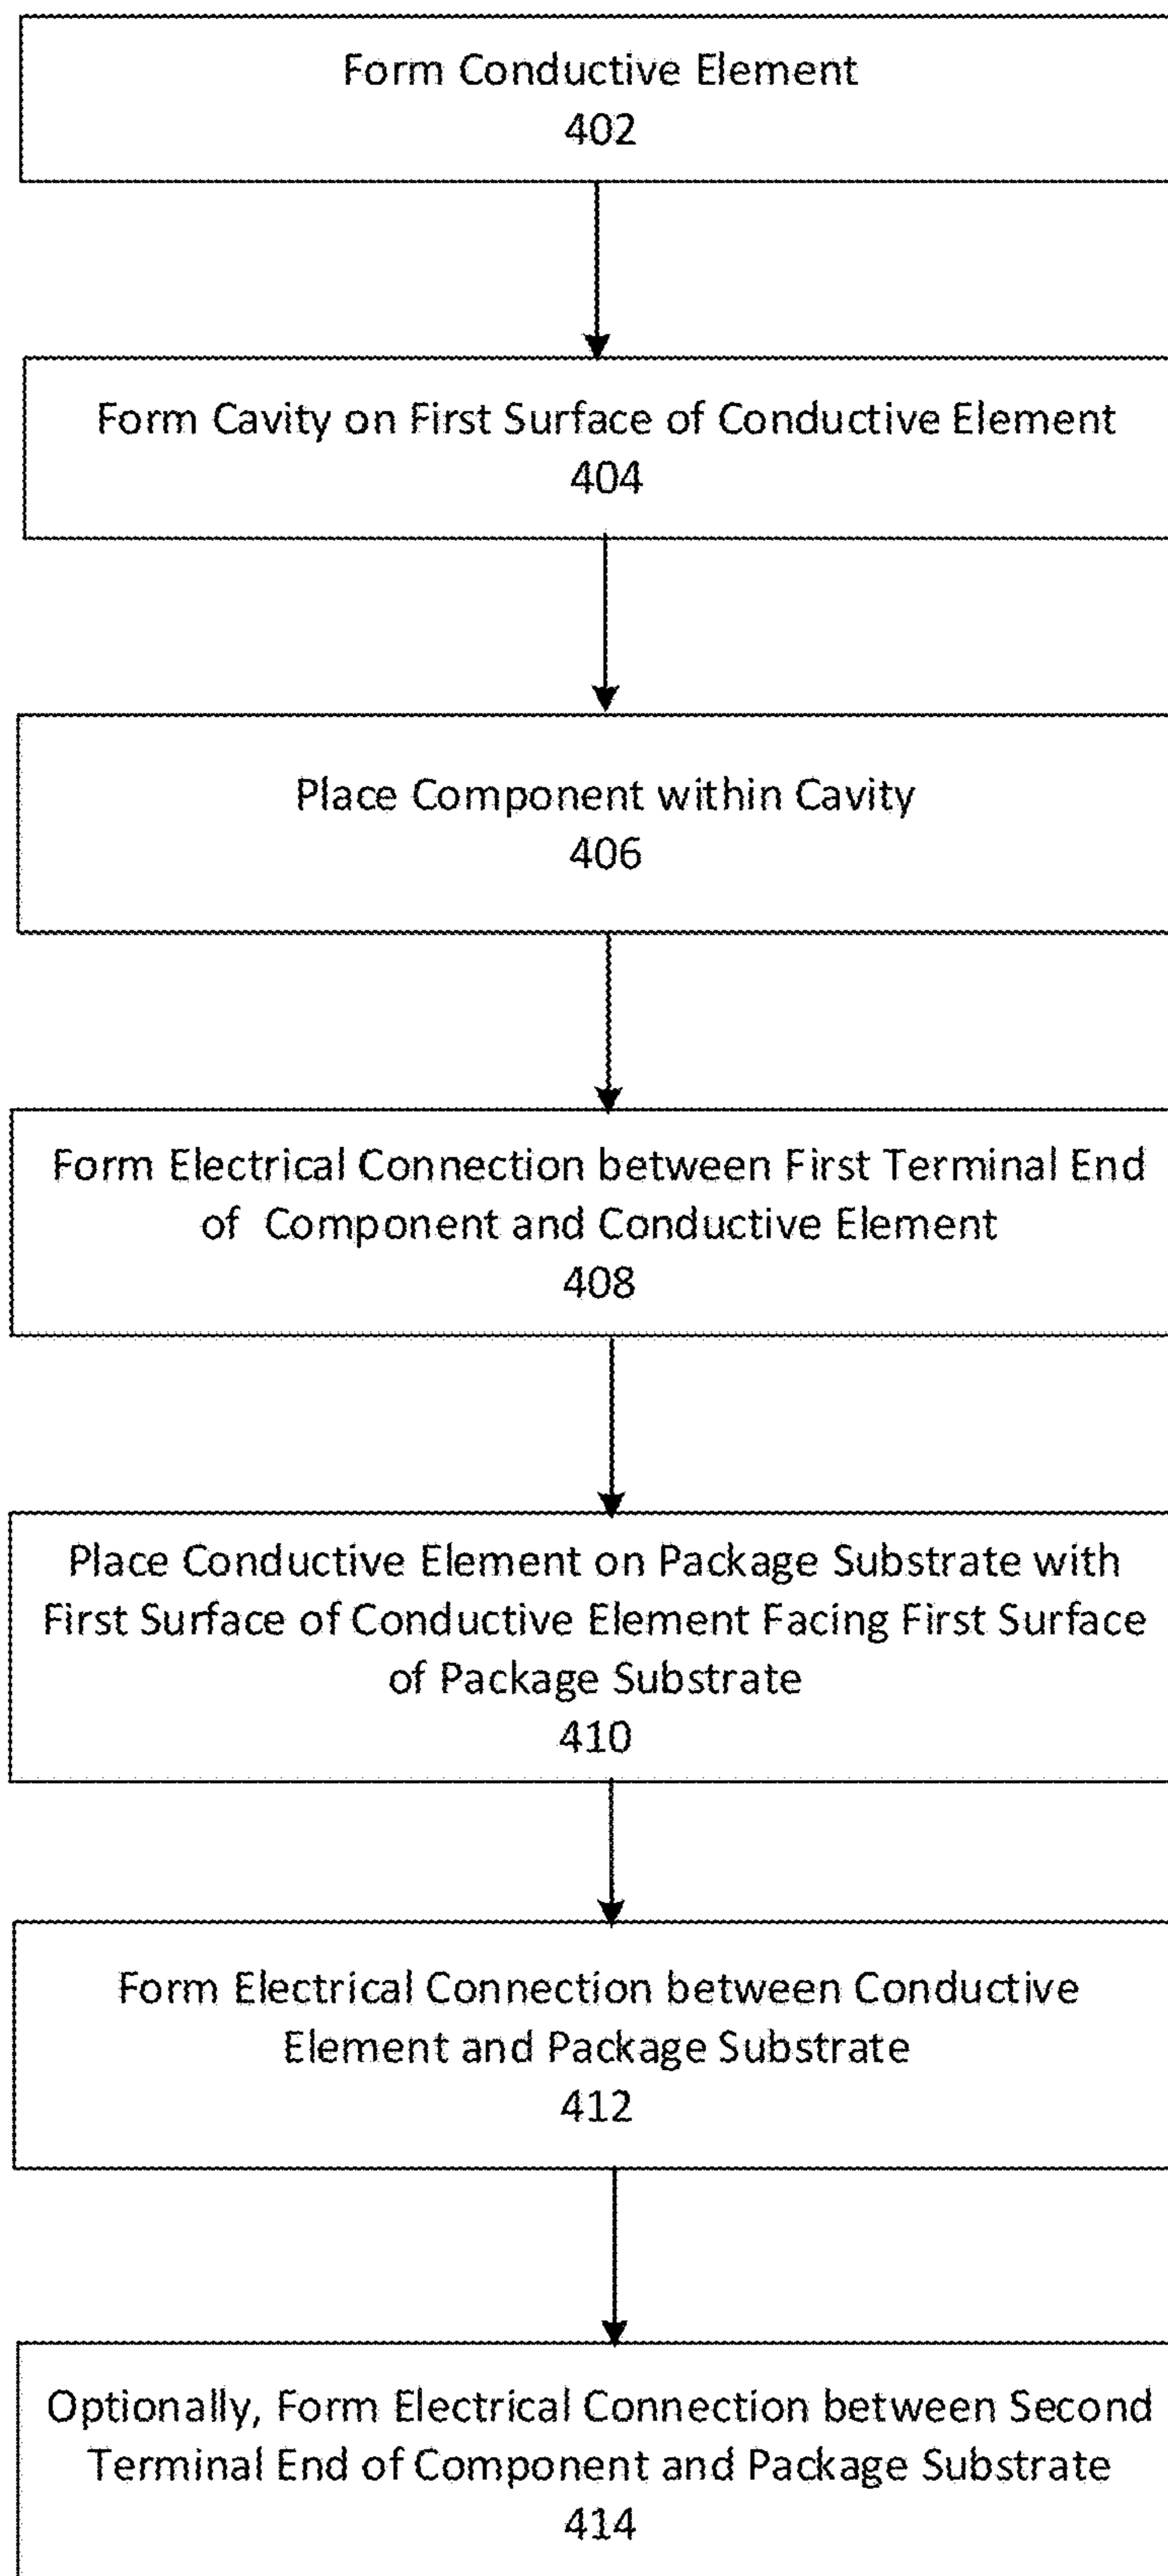 Form Conductive Element
402
Form Cavity on First Surface of Conductive Element
404
Place Component within Cavity
406
Form Electrical Connection between First Terminal End
of Component and Conductive Element
408
Place Conductive Element on Package Substrate with
First Surface of Conductive Element Facing First Surface
of Package Substrate
410
Form Electrical Connection between Conductive
Element and Package Substrate
412
Optionally, Form Electrical Connection between Second
Terminal End of Component and Package Substrate
414